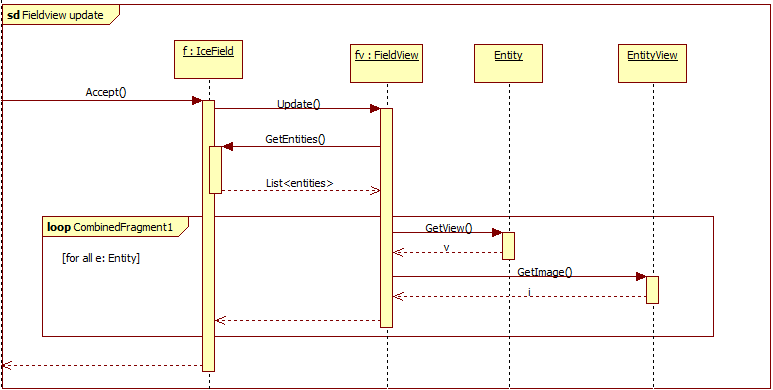 sd Fieldview update
f : IceField
fv : FieldView
Entity
EntityView
Accept()
Update()
GetEntities()
List<entities>
loop CombinedFragment1
[for all e: Entity]
GetView()
v
GetImage()
i